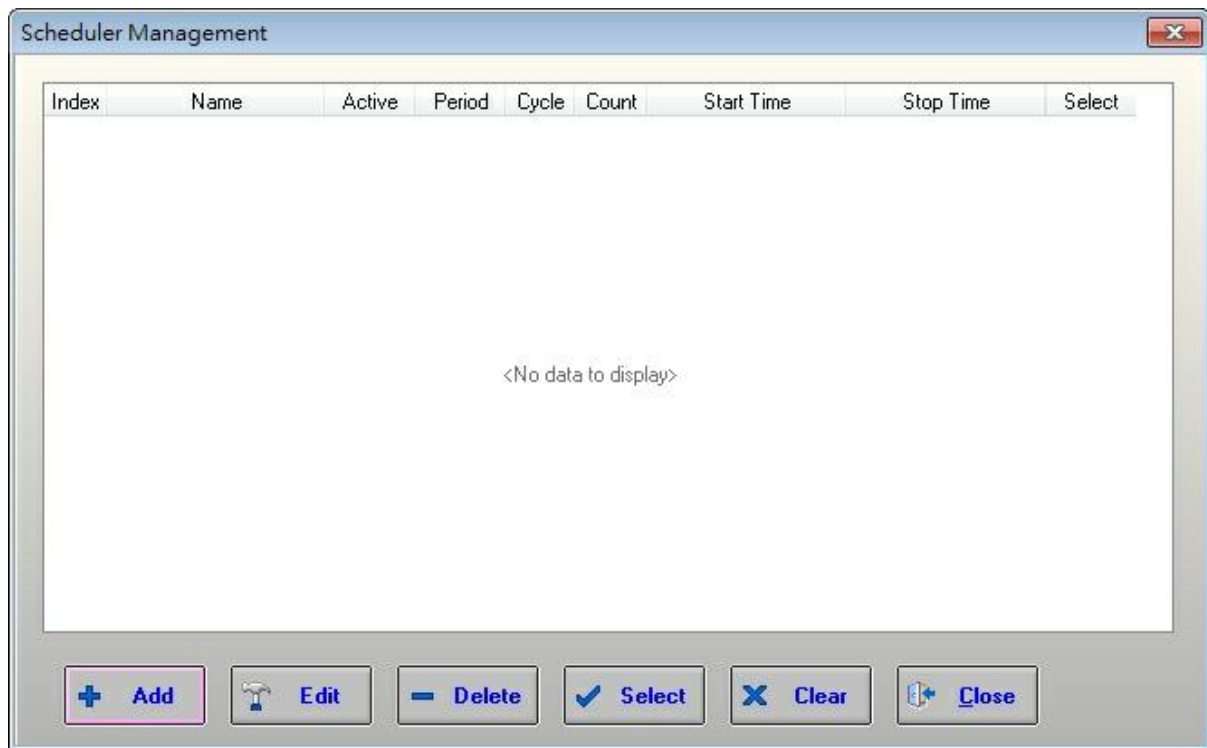 Scheduler Management
Index Name Active Period Cycle Count Start Time Stop Time Select
<No data to display>
Add Edit Delete Select Clear Close